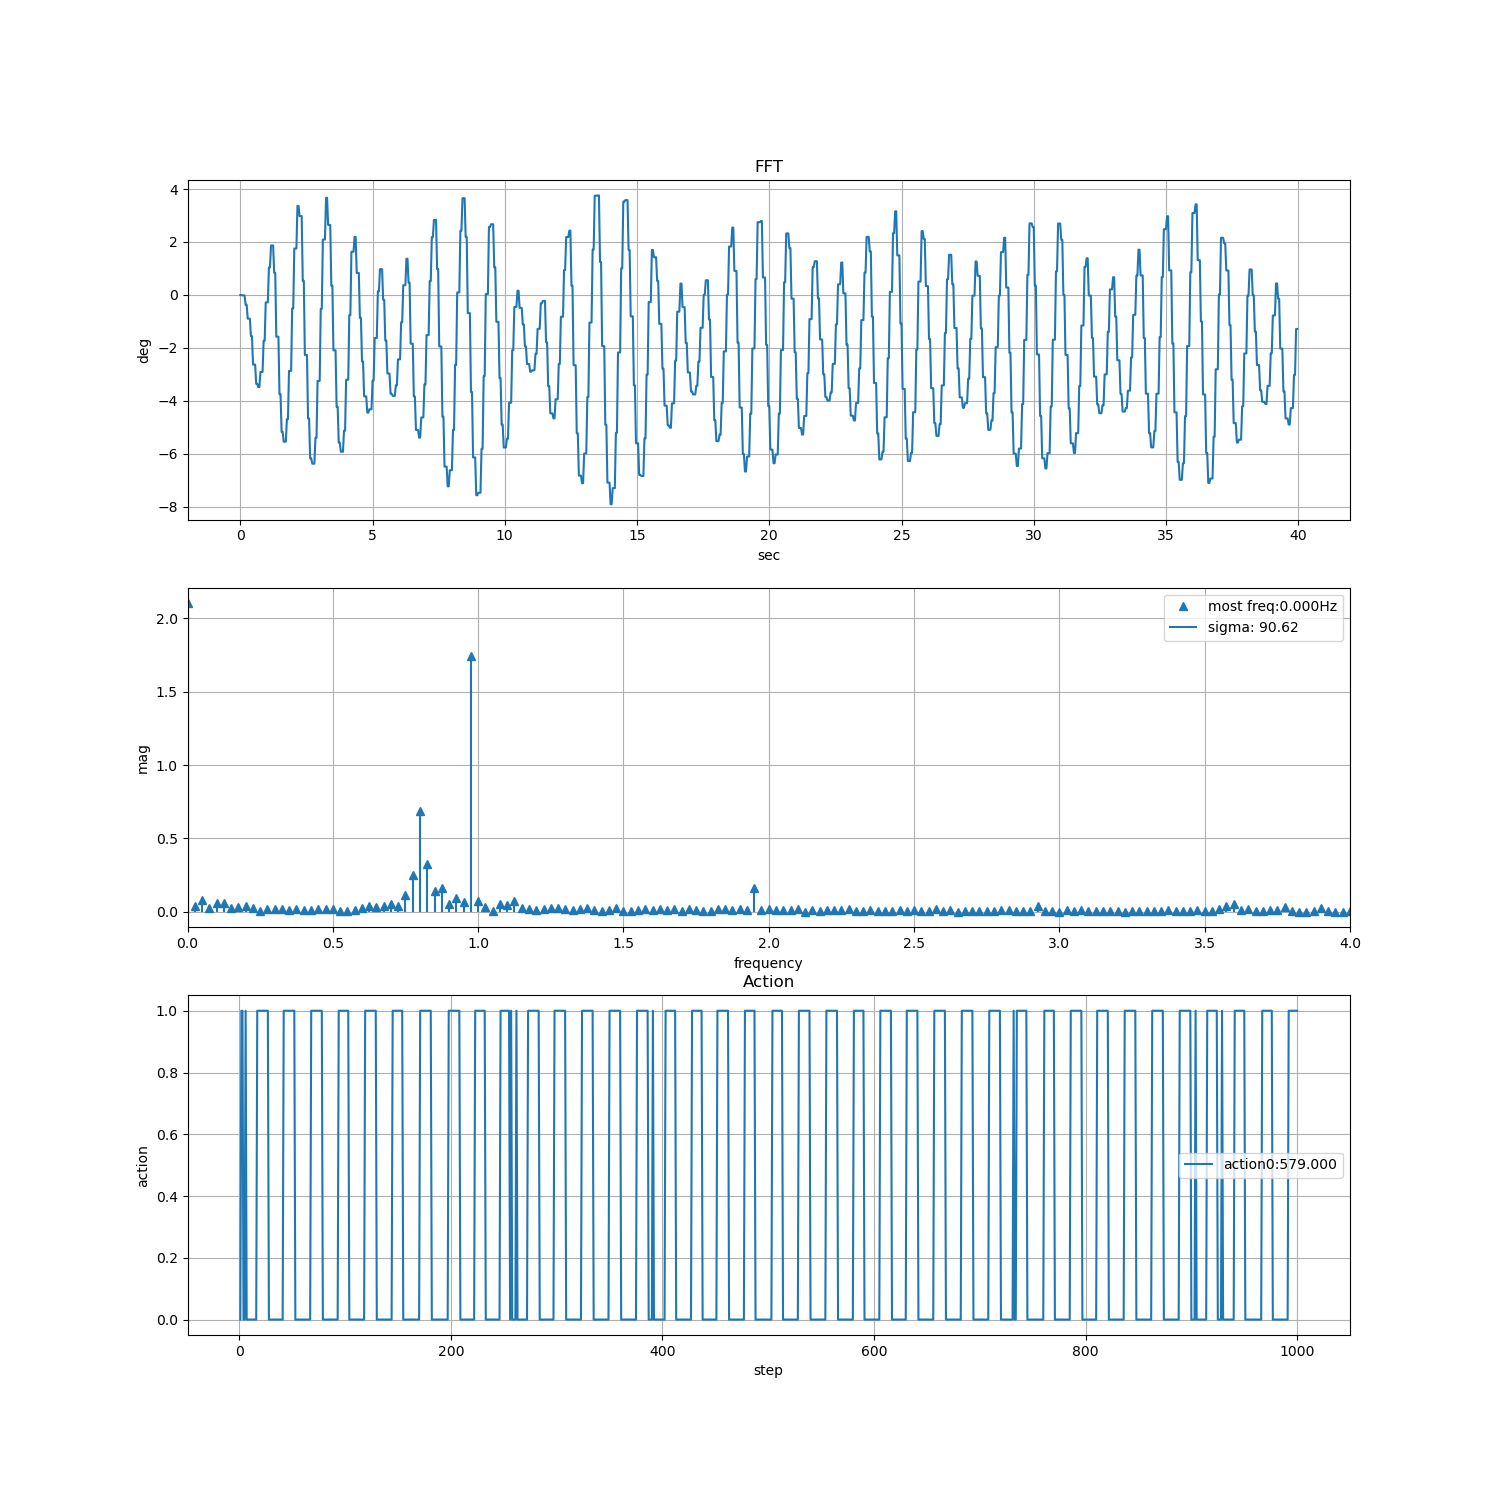 FFT
4
2
0
−2
−4
−6
−8
deg
0 5 10 15 20 25 30 35 40
sec
2.0
1.5
1.0
0.5
0.0
mag
most freq:0.000Hz
sigma: 90.62
0.0 0.5 1.0 1.5 2.0 2.5 3.0 3.5 4.0
frequency
Action
1.0
0.8
0.6
0.4
0.2
0.0
action
action0:579.000
0 200 400 600 800 1000
step